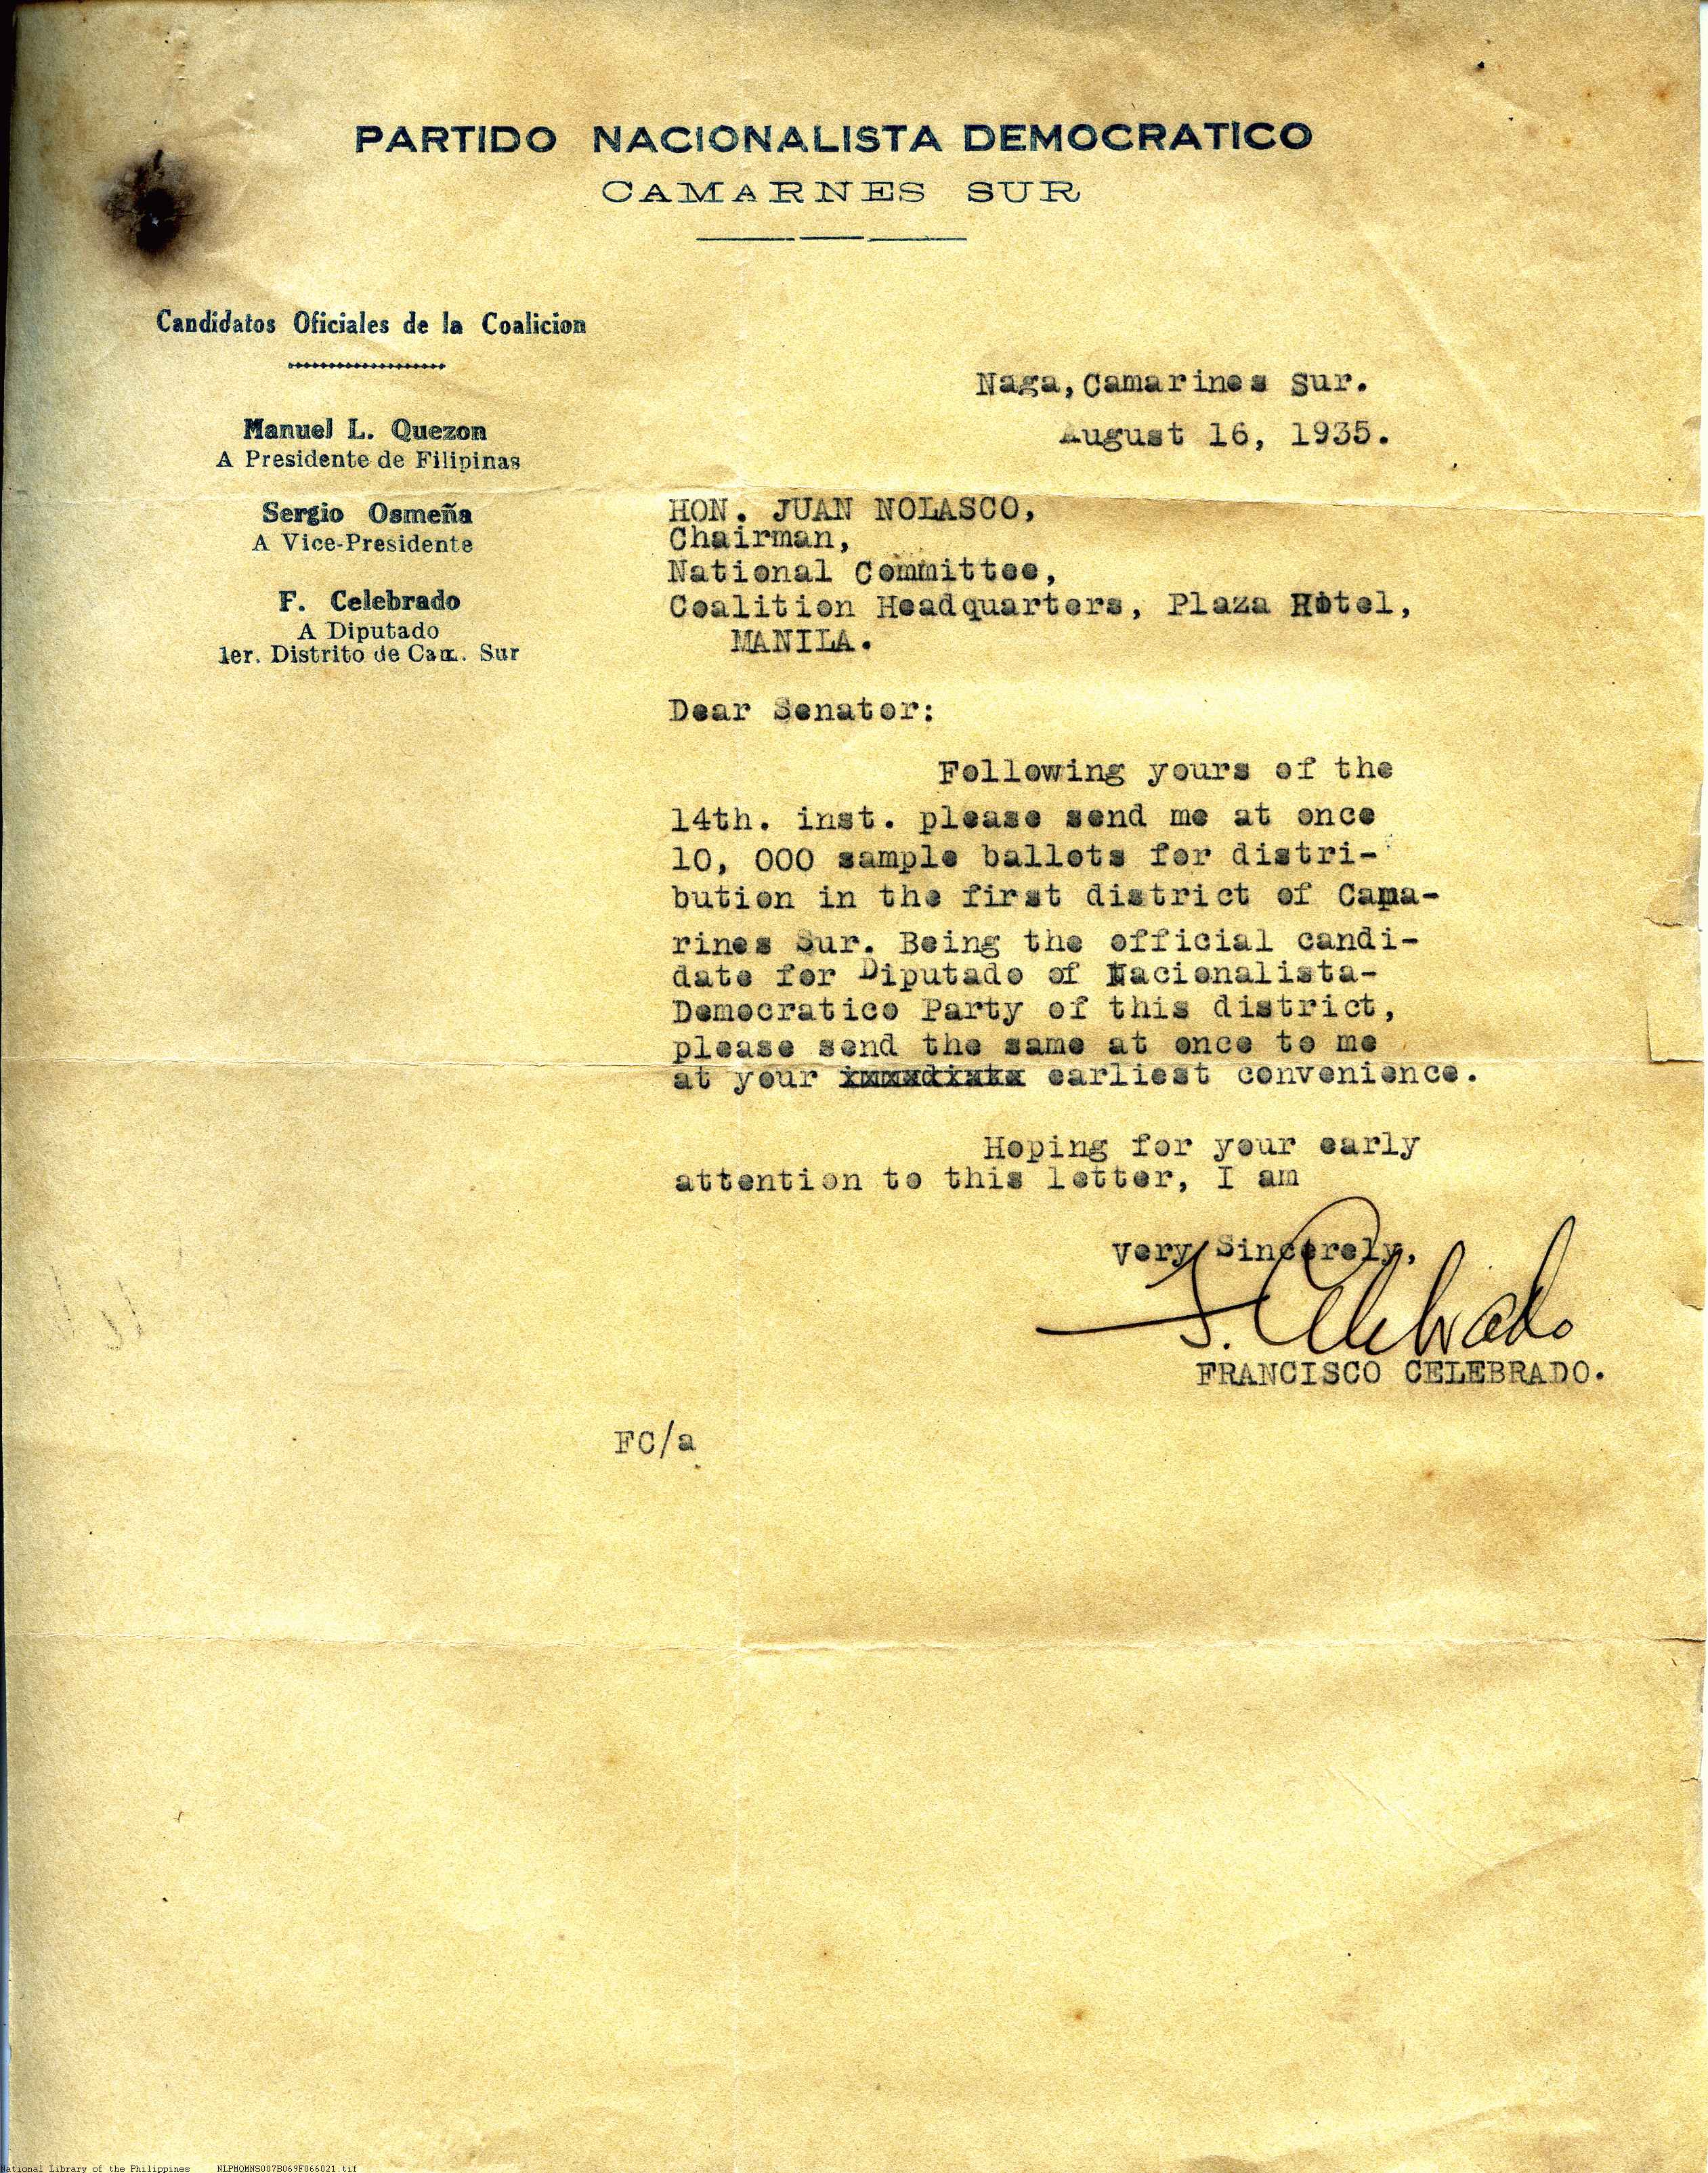 PARTIDO NACIONALISTA DEMOCRATICO
CAMARNES SUR
Candidatos Oficiales de la Coalicion
Manuel L. Quezon
A Presidente de Filipinas
Sergio Osmeña
A Vice-Presidente
F. Celebrado
A Diputado
1er. Distrito de Cam. Sur
Naga, Camarines Sur.
August 16, 1935.
HON. JUAN NOLASCO,
Chairman,
National Committee,
Coalition Headquarters, Plaza Hotel,
MANILA.
Dear Senator:
Following yours of the
14th. inst. please send me at once
10, 000 sample ballots for distri-
bution in the first district of Cama-
rines Sur. Being the official candi-
date for Diputado of Nacionalista-
Democratico Party of this district,
please send the same at once to me
at your earliest convenience.
Hoping for your early
attention to this letter, I am
Very Sincerely,
F. Celebrado
FRANCISCO CELEBRADO.
FC/a
National Library of the Philippines NLPMQMNS007B069F066021.tif